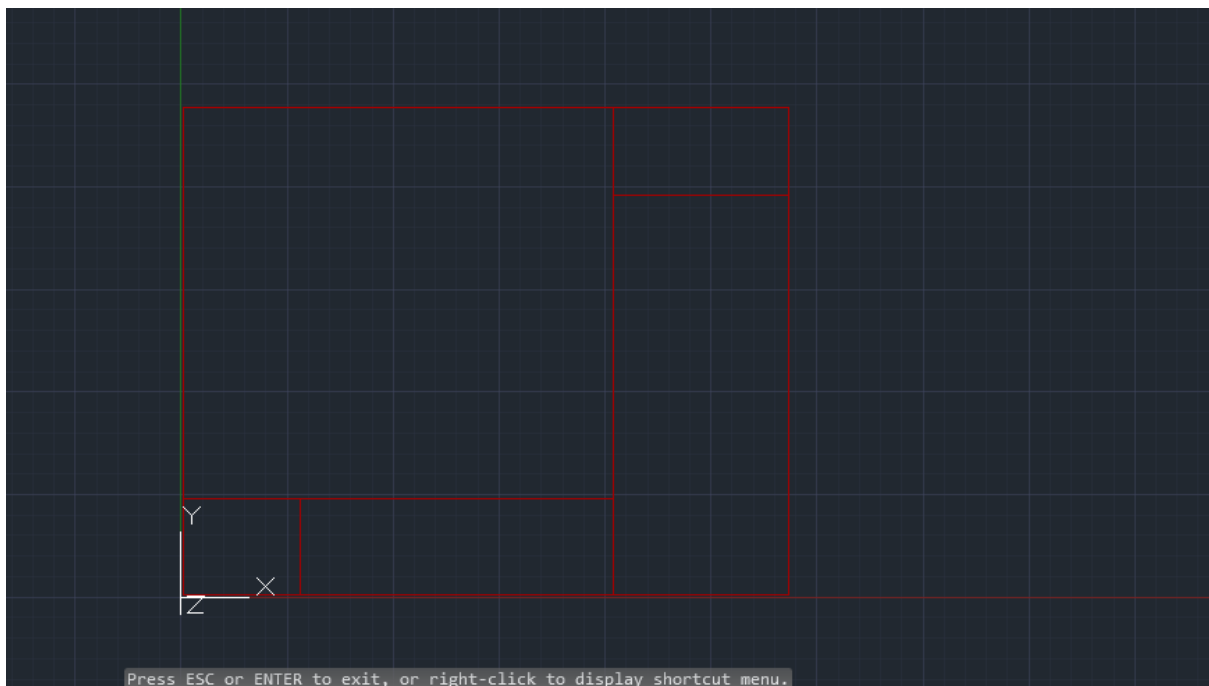 Y
X
Z
Press ESC or ENTER to exit, or right-click to display shortcut menu.